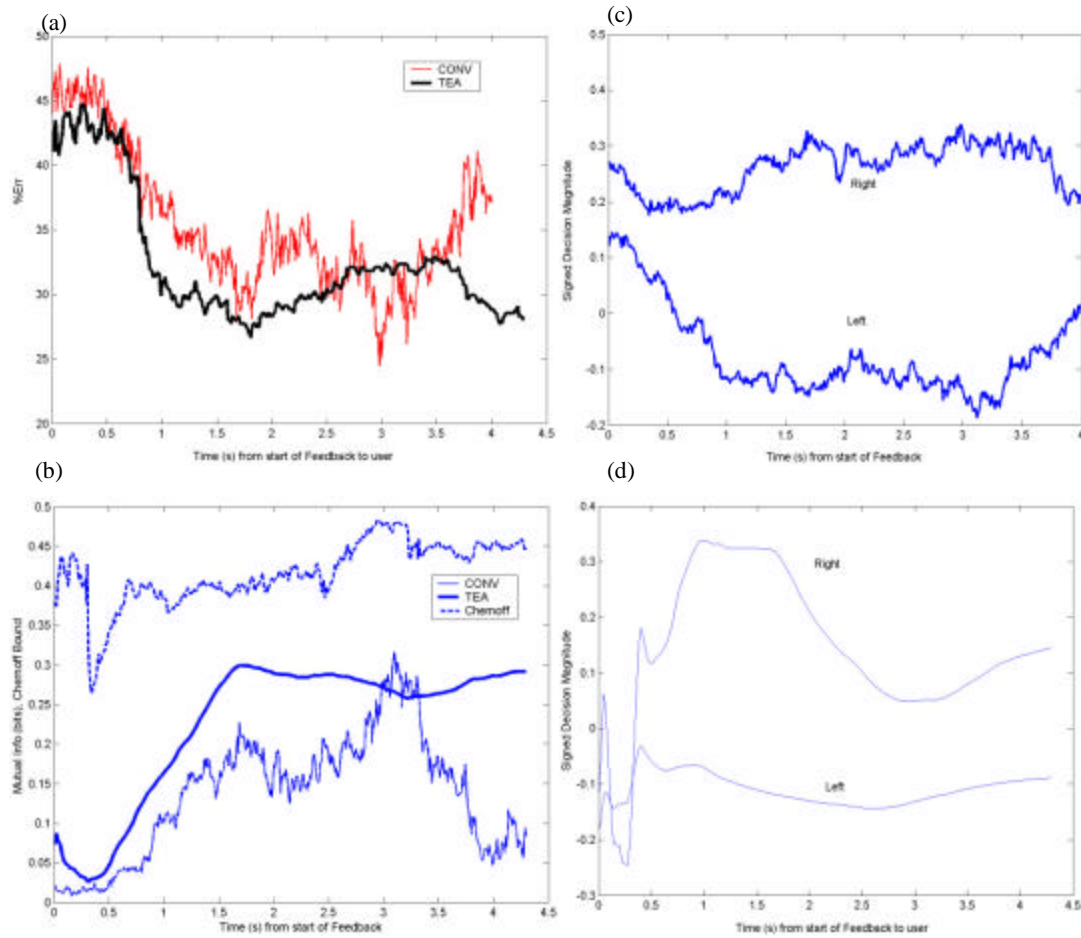 (a)
50
45
40
35
30
25
20
%Err
CONV
TEA
0 0.5 1 1.5 2 2.5 3 3.5 4 4.5
Time (s) from start of Feedback to user
(c)
0.5
0.4
0.3
0.2
0.1
0
-0.1
-0.2
Signed Decision Magnitude
Right
Left
0 0.5 1 1.5 2 2.5 3 3.5 4
Time (s) from start of Feedback
(b)
0.5
0.45
0.4
0.35
0.3
0.25
0.2
0.15
0.1
0.05
0
Mutual Info (bits), Chernoff Bound
CONV
TEA
Chernoff
0 0.5 1 1.5 2 2.5 3 3.5 4 4.5
Time (s) from start of Feedback
(d)
0.4
0.3
0.2
0.1
0
-0.1
-0.2
-0.3
Signed Decision Magnitude
Right
Left
0 0.5 1 1.5 2 2.5 3 3.5 4 4.5
Time (s) from start of Feedback to user